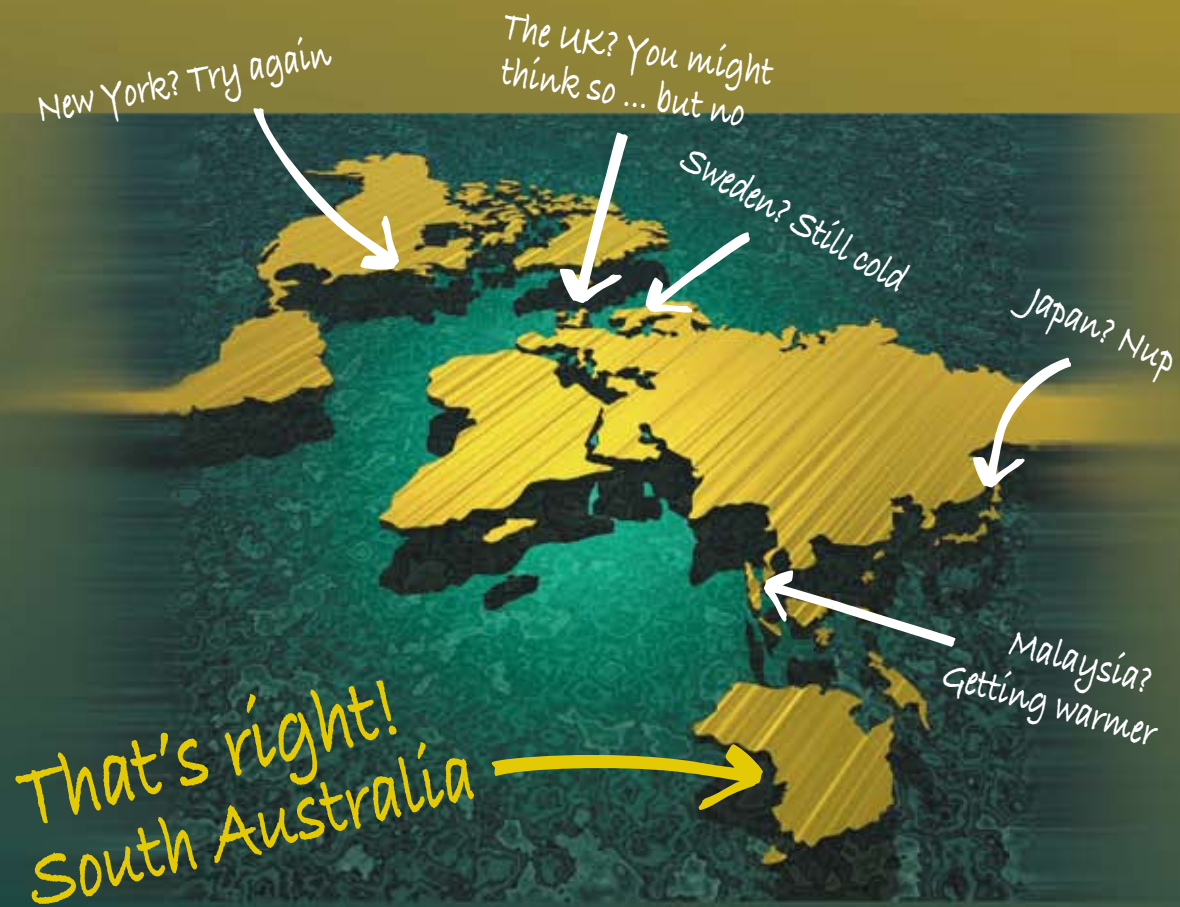 New York? Try again
The UK? You might
think so ... but no
Sweden? Still cold
Japan? Nup
Malaysia?
Getting warmer
That's right!
South Australia